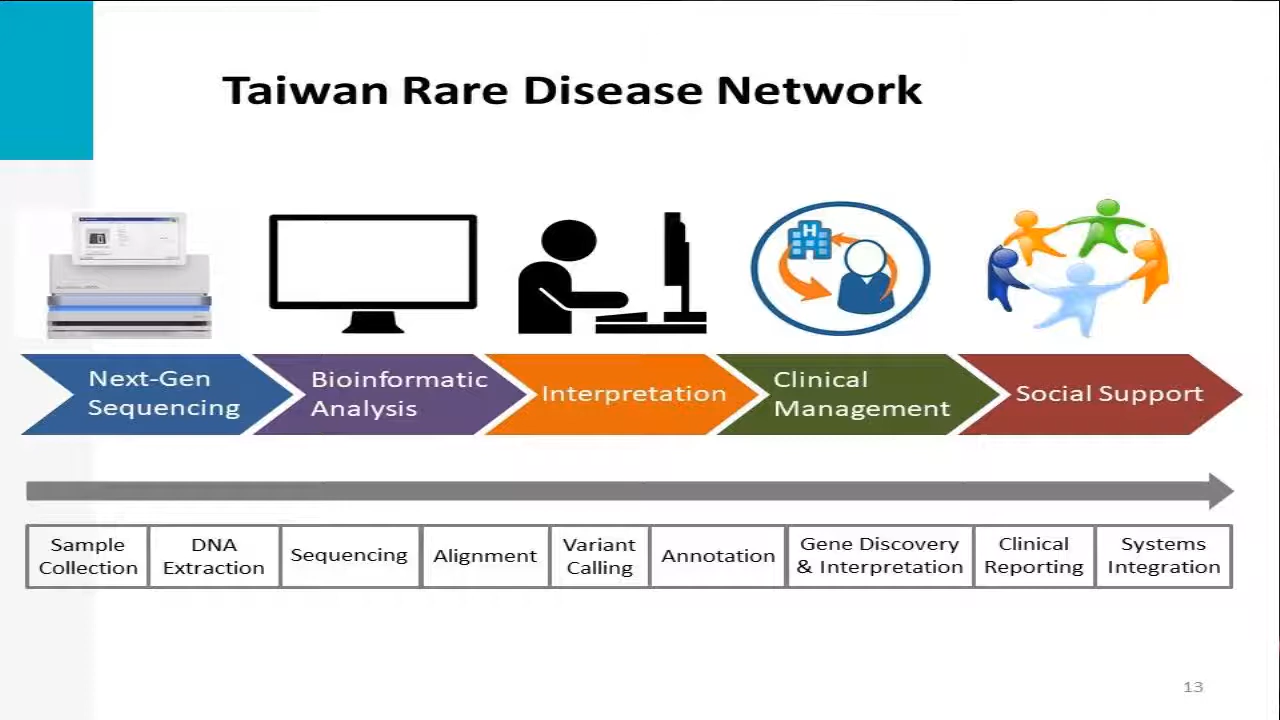 Taiwan Rare Disease Network
H
Next-Gen
Sequencing
Bioinformatic
Analysis
Interpretation
Clinical
Management
Social Support
Sample
Collection
DNA
Extraction
Sequencing
Alignment
Variant
Calling
Annotation
Gene Discovery
& Interpretation
Clinical
Reporting
Systems
Integration
13